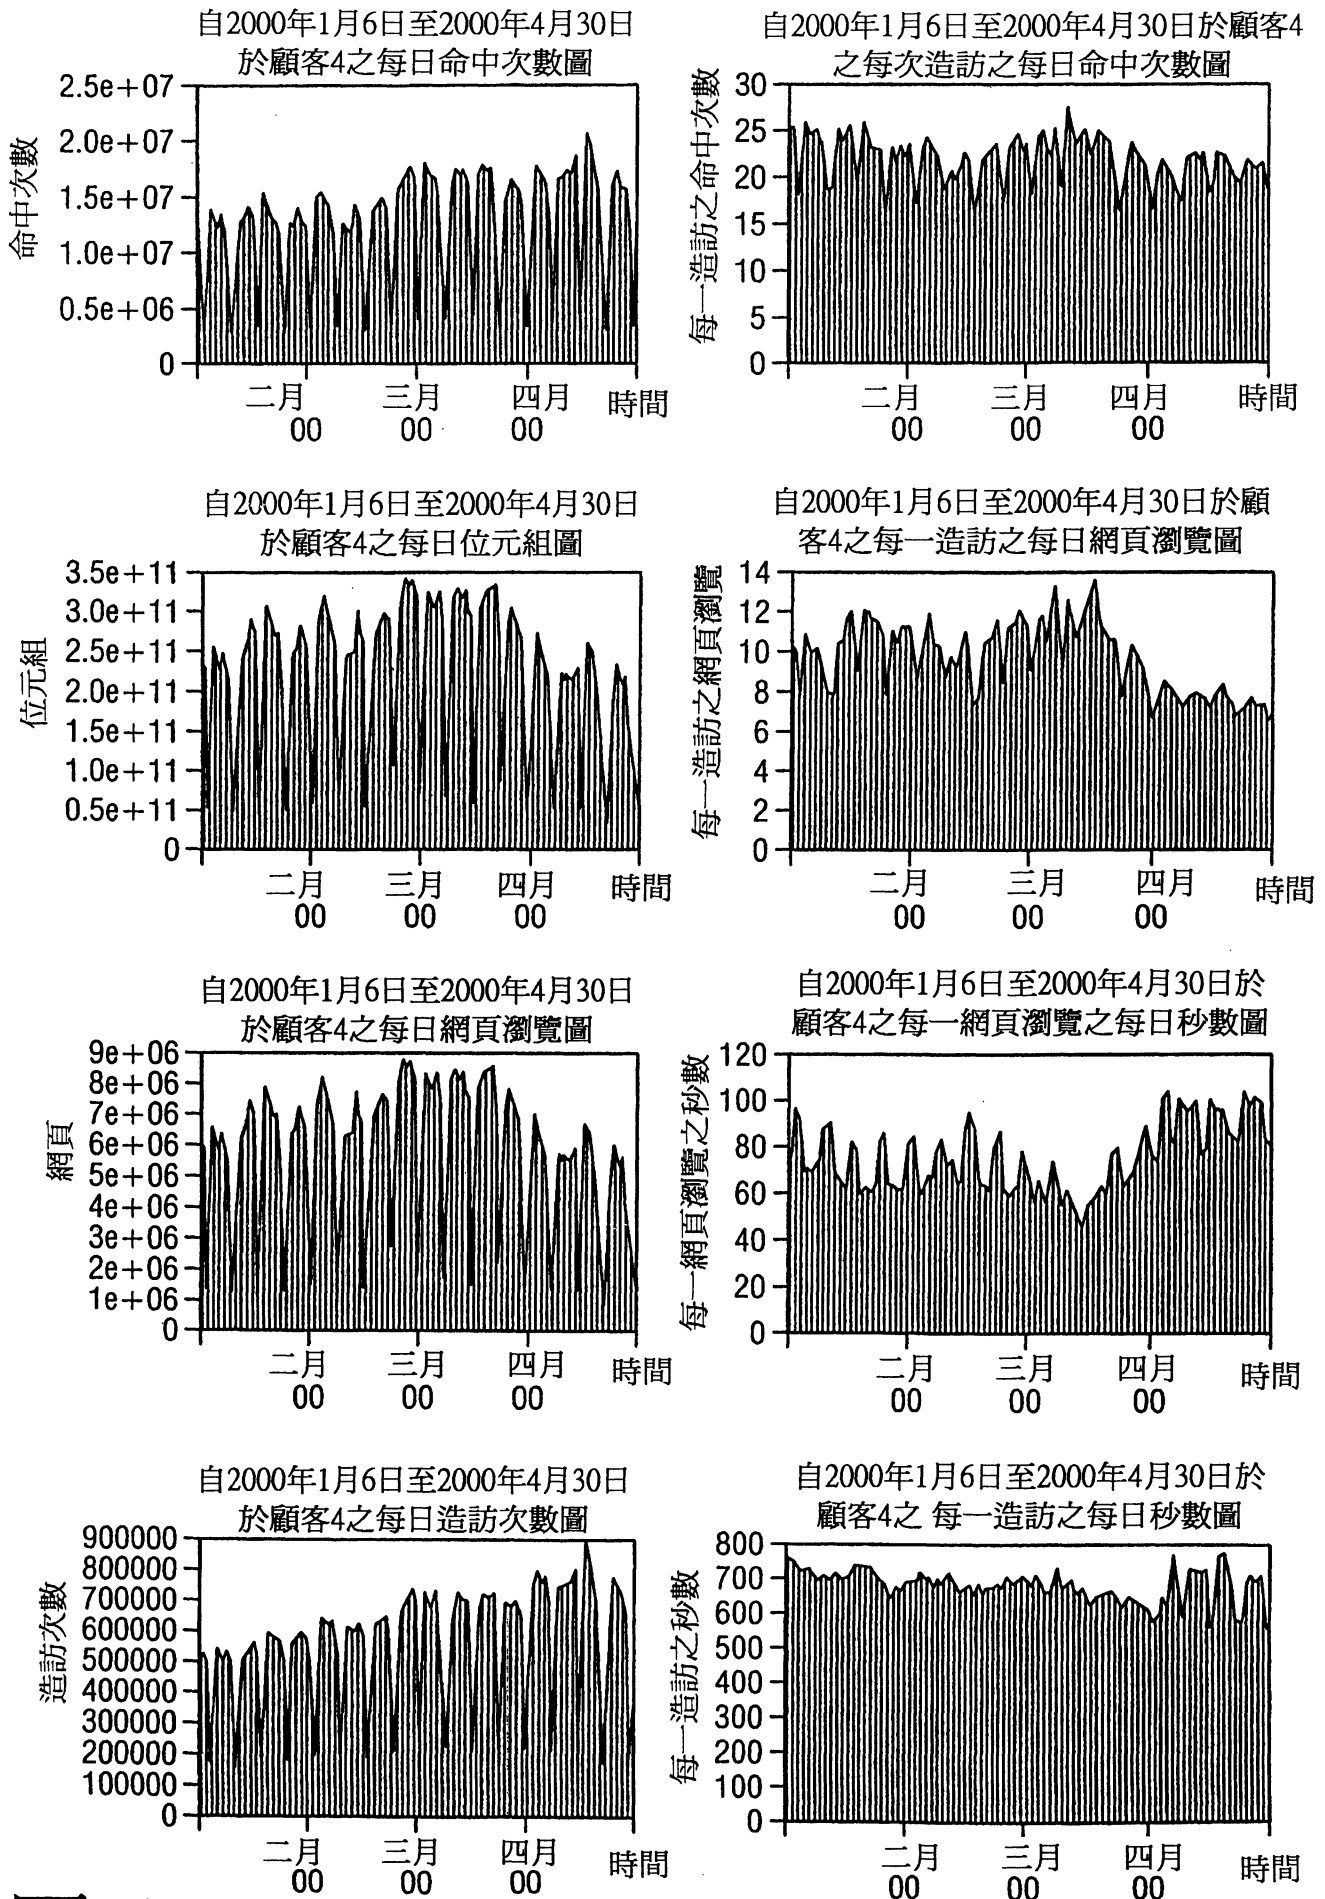 自2000年1月6日至2000年4月30日
於顧客4之每日命中次數圖
命中次數
2.5e+07
2.0e+07
1.5e+07
1.0e+07
0.5e+06
0
二月
00
三月
00
四月
00
時間
自2000年1月6日至2000年4月30日於顧客4
之每次造訪之每日命中次數圖
每一造訪之命中次數
30
25
20
15
10
5
0
二月
00
三月
00
四月
00
時間
自2000年1月6日至2000年4月30日
於顧客4之每日位元組圖
位元組
3.5e+11
3.0e+11
2.5e+11
2.0e+11
1.5e+11
1.0e+11
0.5e+11
0
二月
00
三月
00
四月
00
時間
自2000年1月6日至2000年4月30日於顧
客4之每一造訪之每日網頁瀏覽圖
每一造訪之網頁瀏覽
14
12
10
8
6
4
2
0
二月
00
三月
00
四月
00
時間
自2000年1月6日至2000年4月30日
於顧客4之每日網頁瀏覽圖
網頁
9e+06
8e+06
7e+06
6e+06
5e+06
4e+06
3e+06
2e+06
1e+06
0
二月
00
三月
00
四月
00
時間
自2000年1月6日至2000年4月30日於
顧客4之每一網頁瀏覽之每日秒數圖
每一網頁瀏覽之秒數
120
100
80
60
40
20
0
二月
00
三月
00
四月
00
時間
自2000年1月6日至2000年4月30日
於顧客4之每日造訪次數圖
造訪次數
900000
800000
700000
600000
500000
400000
300000
200000
100000
0
二月
00
三月
00
四月
00
時間
自2000年1月6日至2000年4月30日於
顧客4之 每一造訪之每日秒數圖
每一造訪之秒數
800
700
600
500
400
300
200
100
0
二月
00
三月
00
四月
00
時間